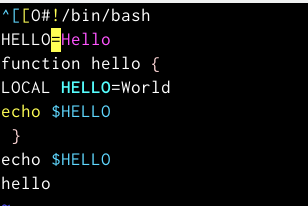 ^[[O#!/bin/bash
HELLO=Hello
function hello {
LOCAL HELLO=World
echo $HELLO
}
echo $HELLO
hello
~